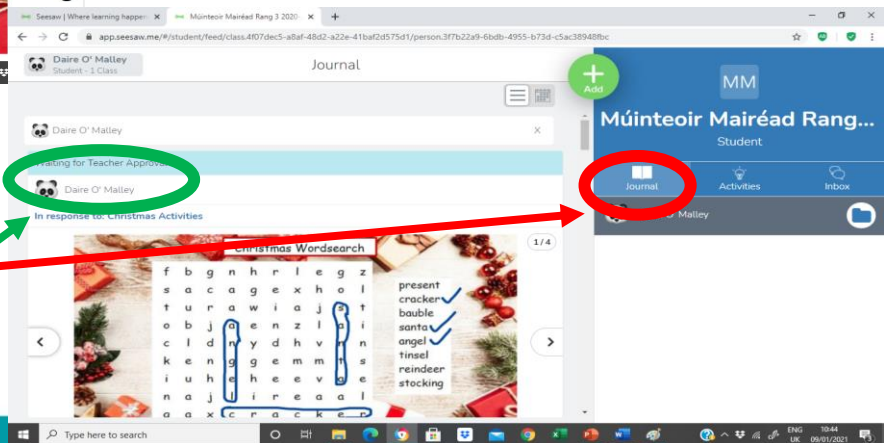 Seesaw | Where learning happen
Múinteoir Mairéad Rang 3 2020
app.seesaw.me/#/student/feed/class.4f07dec5-a8af-48d2-a22e-41baf2d575d1/person.3f7b22a9-6bdb-4955-b73d-c5ac38948fbc
Daire O' Malley
Student - 1 Class
Journal
Add
MM
Múinteoir Mairéad Rang...
Student
Journal
Activities
Inbox
Daire O' Malley
Waiting for Teacher Approval
Daire O' Malley
In response to: Christmas Activities
O' Malley
Christmas Wordsearch
1/4
f b g n h r l e g z
s a c a g e x h o l
t u r a w i a j s t
o b j a e n z l a i
c l d n y d h v n n
k e n g g e m m t s
i u h e h e e v a e
n a j l i r e a a l
g a x c r a c k e r
present
cracker
bauble
santa
angel
tinsel
reindeer
stocking
Type here to search
ENG
UK
10:44
09/01/2021